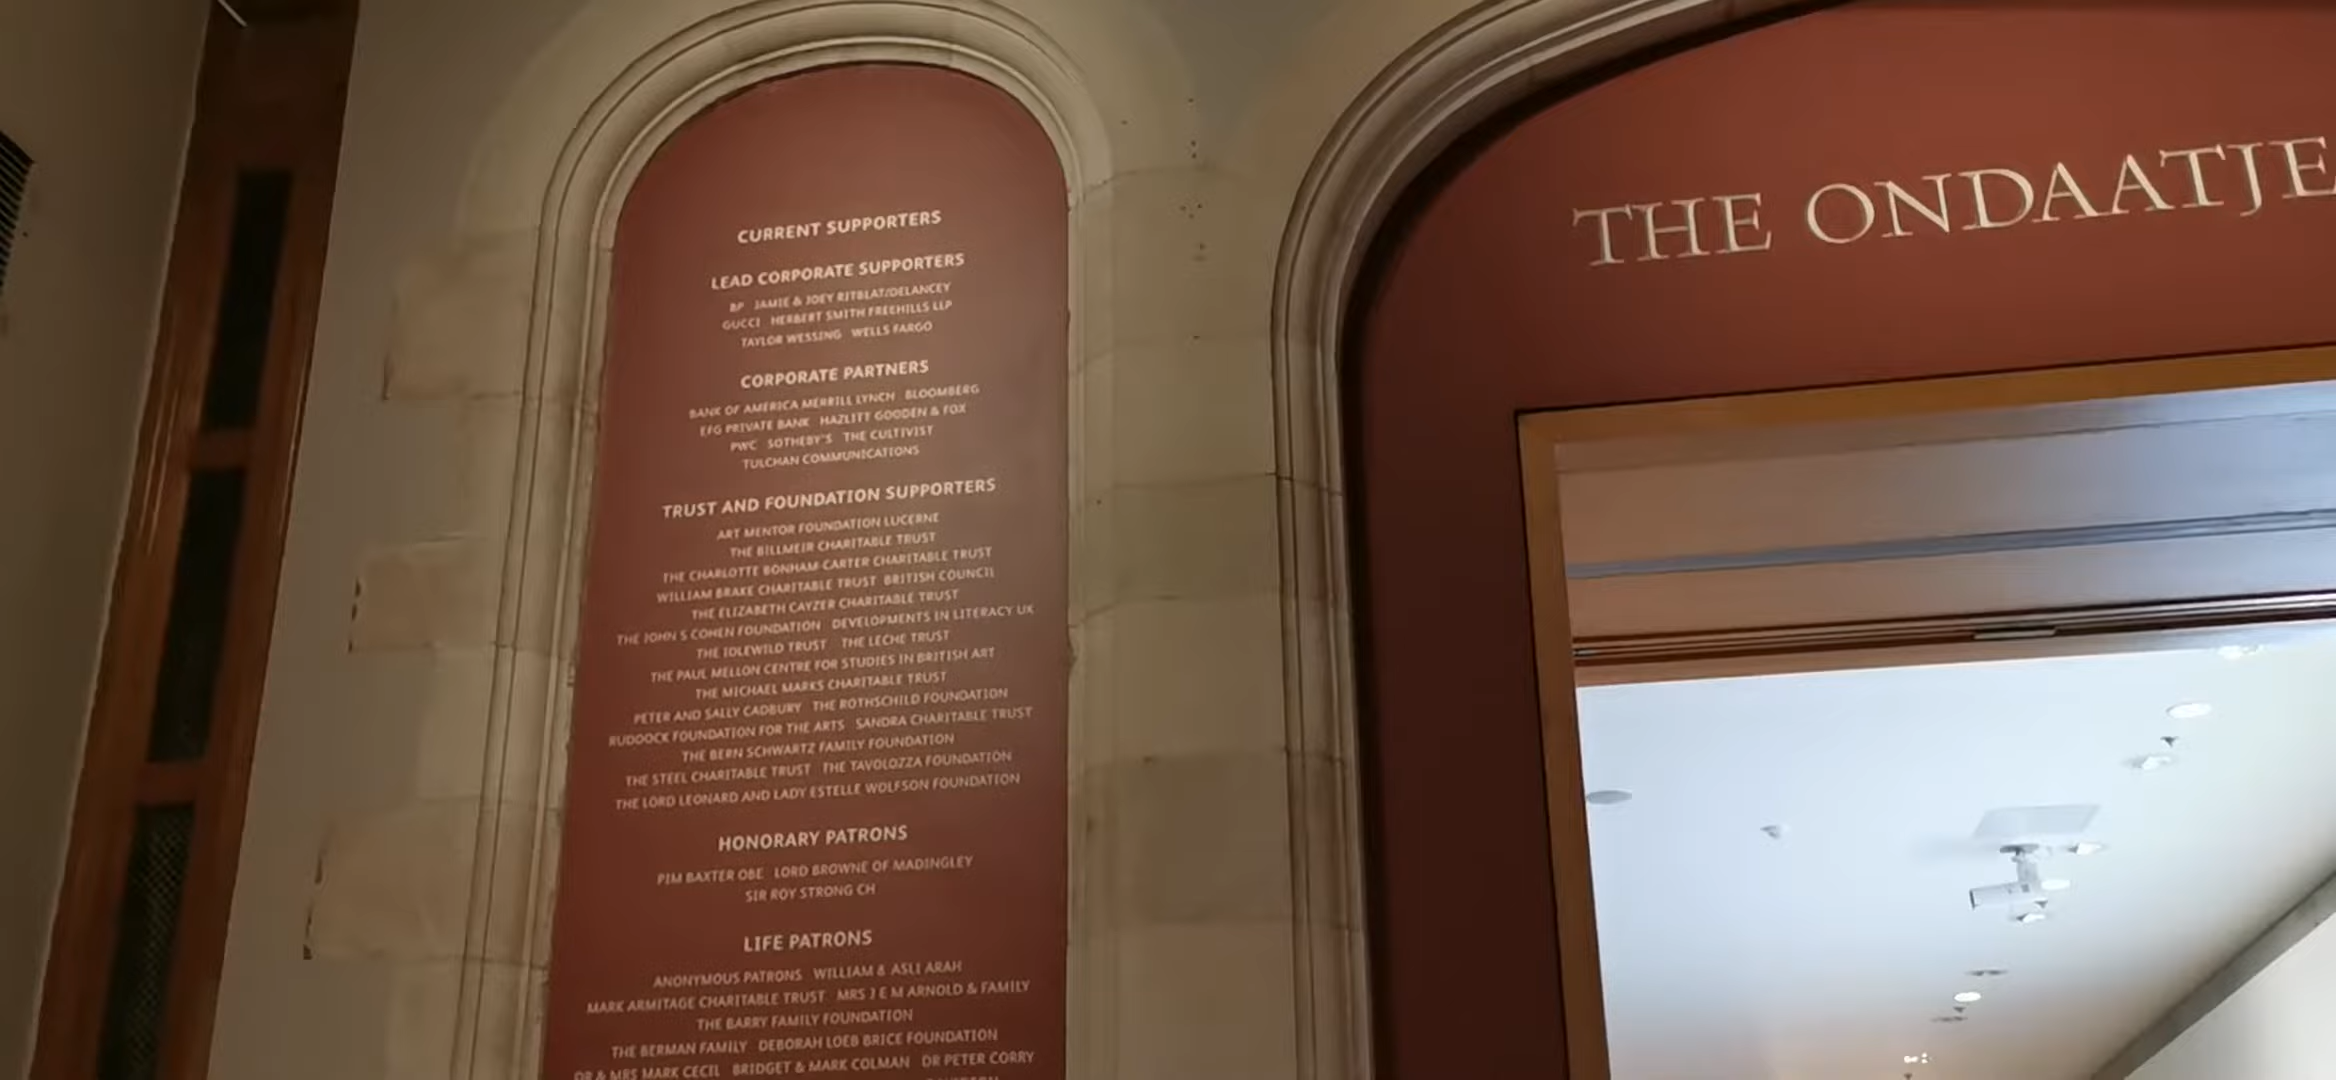 CURRENT SUPPORTERS
LEAD CORPORATE SUPPORTERS
BP JAMIE & JOEY RITBLAT/DELANCEY
GUCCI HERBERT SMITH FREEHILLS LLP
TAYLOR WESSING WELLS FARGO
CORPORATE PARTNERS
BANK OF AMERICA MERRILL LYNCH BLOOMBERG
EFG PRIVATE BANK HAZLITT GOODEN & FOX
PWC SOTHEBY'S THE CULTIVIST
TULCHAN COMMUNICATIONS
TRUST AND FOUNDATION SUPPORTERS
ART MENTOR FOUNDATION LUCERNE
THE BILLMEIR CHARITABLE TRUST
THE CHARLOTTE BONHAM-CARTER CHARITABLE TRUST
WILLIAM BRAKE CHARITABLE TRUST BRITISH COUNCIL
THE ELIZABETH CAYZER CHARITABLE TRUST
THE JOHN S COHEN FOUNDATION DEVELOPMENTS IN LITERACY UK
THE IDLEWILD TRUST THE LECHE TRUST
THE PAUL MELLON CENTRE FOR STUDIES IN BRITISH ART
THE MICHAEL MARKS CHARITABLE TRUST
PETER AND SALLY CADBURY THE ROTHSCHILD FOUNDATION
RUDDOCK FOUNDATION FOR THE ARTS SANDRA CHARITABLE TRUST
THE BERN SCHWARTZ FAMILY FOUNDATION
THE STEEL CHARITABLE TRUST THE TAVOLOZZA FOUNDATION
THE LORD LEONARD AND LADY ESTELLE WOLFSON FOUNDATION
HONORARY PATRONS
PIM BAXTER OBE LORD BROWNE OF MADINGLEY
SIR ROY STRONG CH
LIFE PATRONS
ANONYMOUS PATRONS WILLIAM & ASLI ARAH
MARK ARMITAGE CHARITABLE TRUST MRS J E M ARNOLD & FAMILY
THE BARRY FAMILY FOUNDATION
THE BERMAN FAMILY DEBORAH LOEB BRICE FOUNDATION
DR & MRS MARK CECIL BRIDGET & MARK COLMAN DR PETER CORRY
THE ONDAATJE